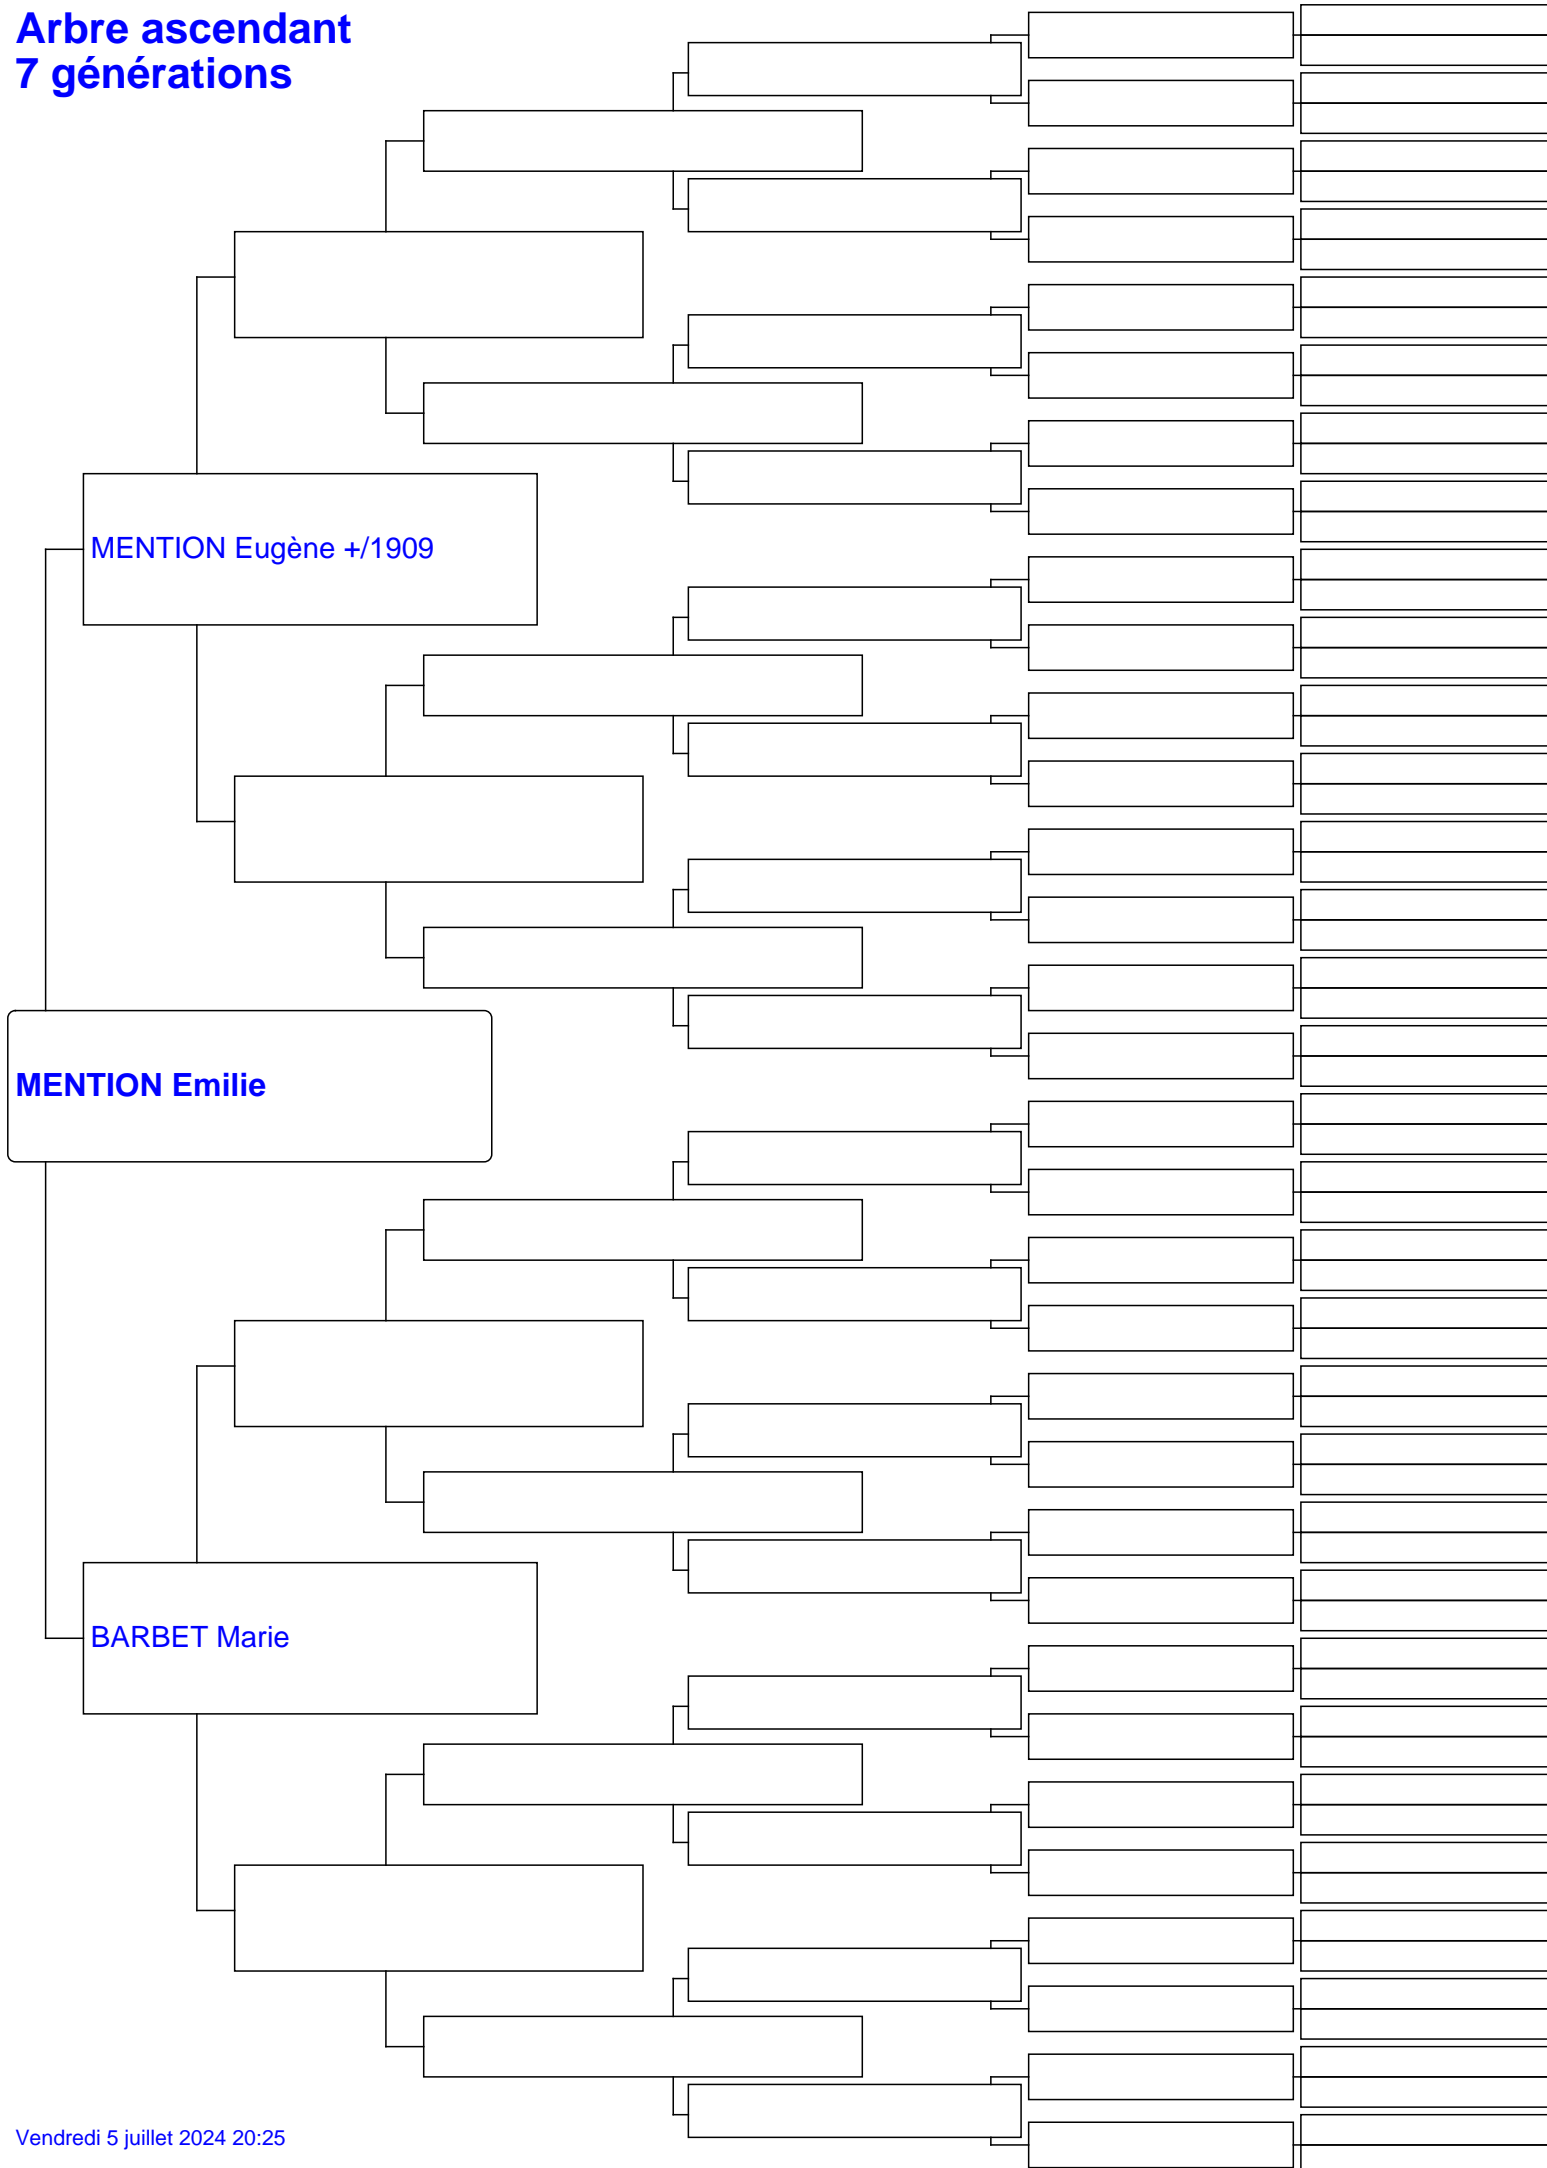 Arbre ascendant
7 générations
MENTION Eugène +/1909
MENTION Emilie
BARBET Marie
Vendredi 5 juillet 2024 20:25